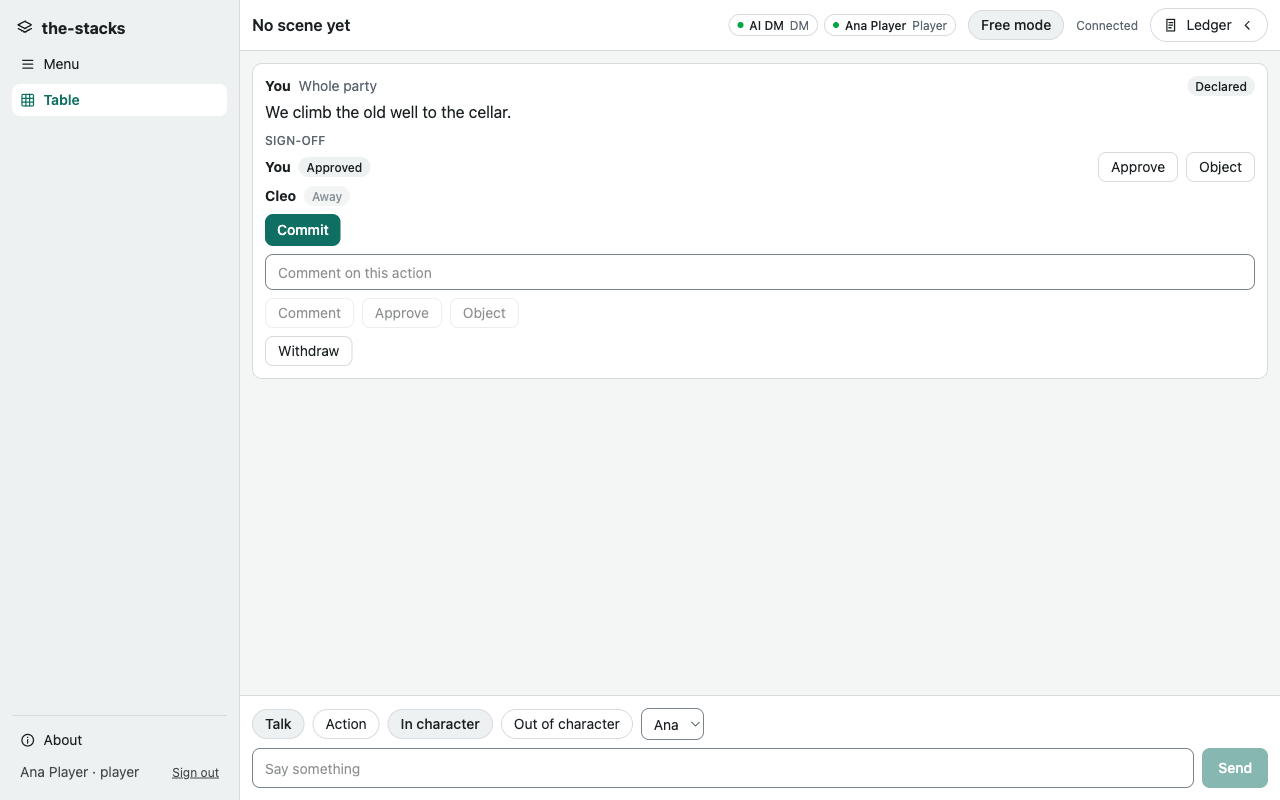 the-stacks
Menu
Table
About
Ana Player · player
Sign out
No scene yet
AI DM DM
Ana Player Player
Free mode
Connected
Ledger
You Whole party
Declared
We climb the old well to the cellar.
SIGN-OFF
You Approved
Approve
Object
Cleo Away
Commit
Comment on this action
Comment
Approve
Object
Withdraw
Talk
Action
In character
Out of character
Ana
Say something
Send